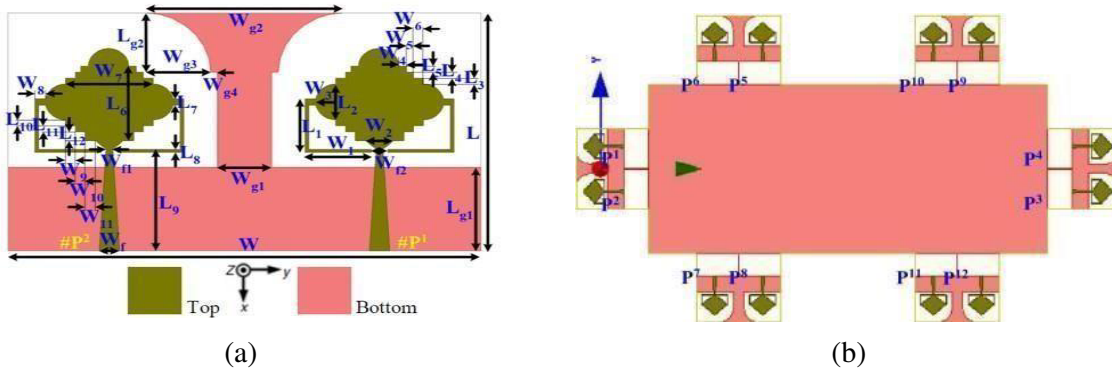 W6
W5
W4
Wg2
Lg2
Wg3
Wg4
W7
W8
L6
L7
L10
L11
L12
L8
Wf1
W9
W10
W11
Wf
L9
#P2
W
Wg1
L5
L4
L3
W3
L2
L1
W2
W1
Wf2
L
Lg1
#P1
Z y
x
Top
Bottom
(a)
Y
P6 P5
P10 P9
P1
P2
P4
P3
P7 P8
P11 P12
(b)